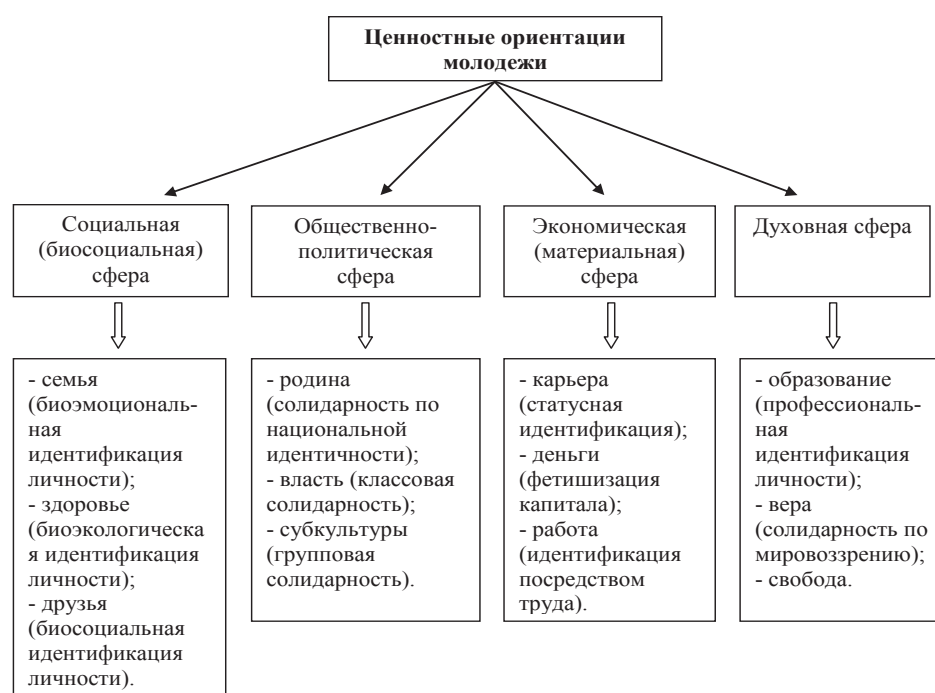 Ценностные ориентации
молодежи
Социальная
(биосоциальная)
сфера
Общественно-
политическая
сфера
Экономическая
(материальная)
сфера
Духовная сфера
- семья
(биоэмоциональ-
ная
идентификация
личности);
- здоровье
(биоэкологическа
я идентификация
личности);
- друзья
(биосоциальная
идентификация
личности).
- родина
(солидарность по
национальной
идентичности);
- власть (классовая
солидарность);
- субкультуры
(групповая
солидарность).
- карьера
(статусная
идентификация);
- деньги
(фетишизация
капитала);
- работа
(идентификация
посредством
труда).
- образование
(профессиональ-
ная
идентификация
личности);
- вера
(солидарность по
мировоззрению);
- свобода.